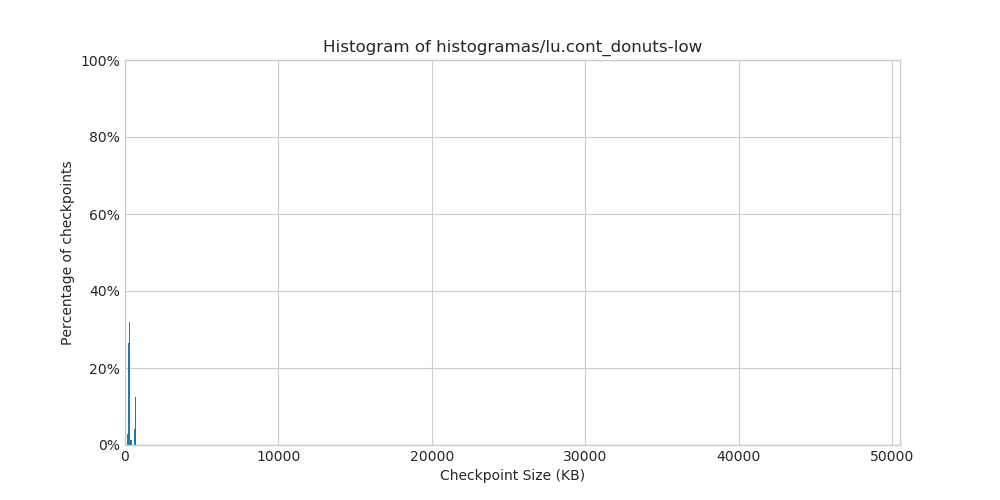 Histogram of histogramas/lu.cont_donuts-low
100%
80%
60%
40%
20%
0%
Percentage of checkpoints
0 10000 20000 30000 40000 50000
Checkpoint Size (KB)